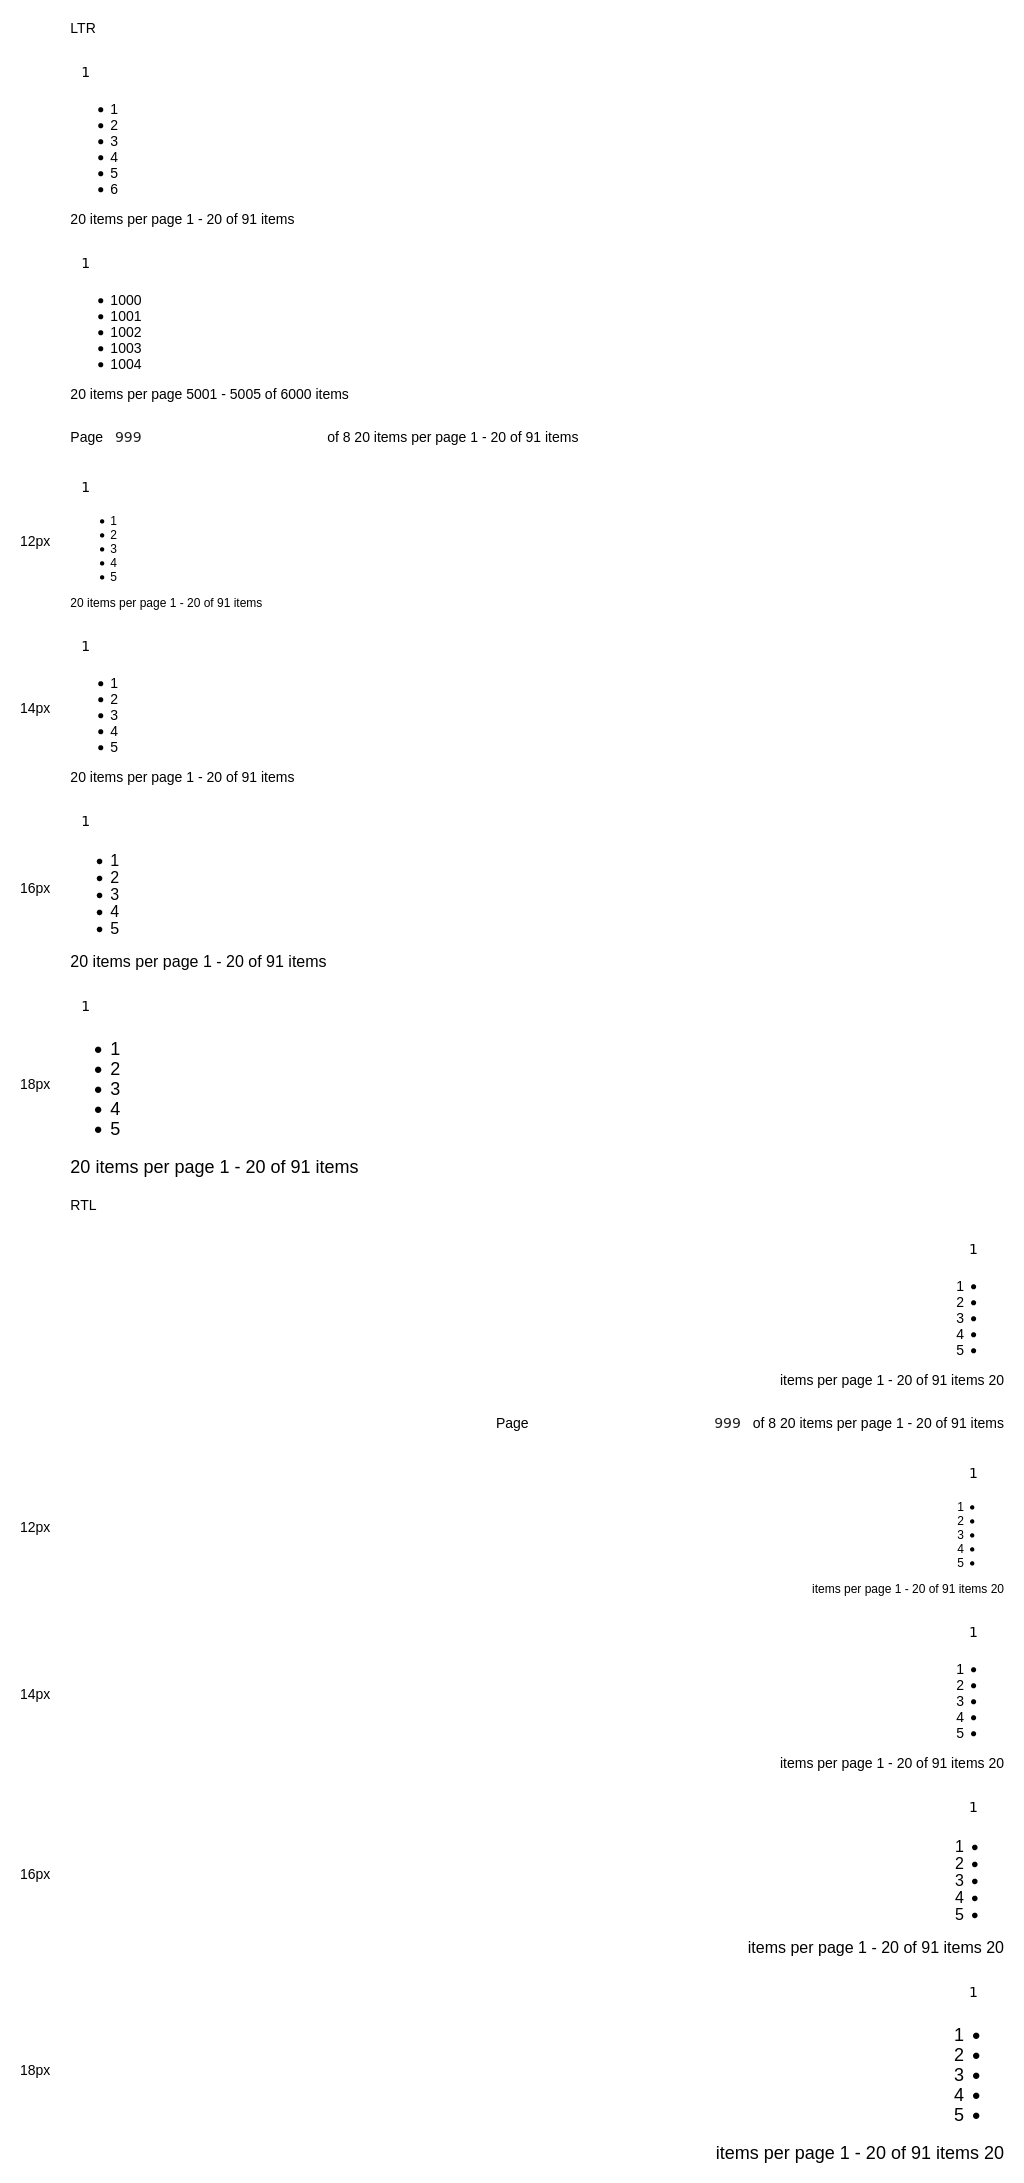 LTR
1
• 1
• 2
• 3
• 4
• 5
• 6
20 items per page 1 - 20 of 91 items
1
• 1000
• 1001
• 1002
• 1003
• 1004
20 items per page 5001 - 5005 of 6000 items
Page 999 of 8 20 items per page 1 - 20 of 91 items
1
• 1
• 2
12px
• 3
• 4
• 5
20 items per page 1 - 20 of 91 items
1
• 1
• 2
14px
• 3
• 4
• 5
20 items per page 1 - 20 of 91 items
1
• 1
• 2
16px
• 3
• 4
• 5
20 items per page 1 - 20 of 91 items
1
• 1
• 2
18px
• 3
• 4
• 5
20 items per page 1 - 20 of 91 items
RTL
1
1 •
2 •
3 •
4 •
5 •
items per page 1 - 20 of 91 items 20
Page 999 of 8 20 items per page 1 - 20 of 91 items
1
1 •
2 •
12px
3 •
4 •
5 •
items per page 1 - 20 of 91 items 20
1
1 •
2 •
14px
3 •
4 •
5 •
items per page 1 - 20 of 91 items 20
1
1 •
2 •
16px
3 •
4 •
5 •
items per page 1 - 20 of 91 items 20
1
1 •
2 •
18px
3 •
4 •
5 •
items per page 1 - 20 of 91 items 20